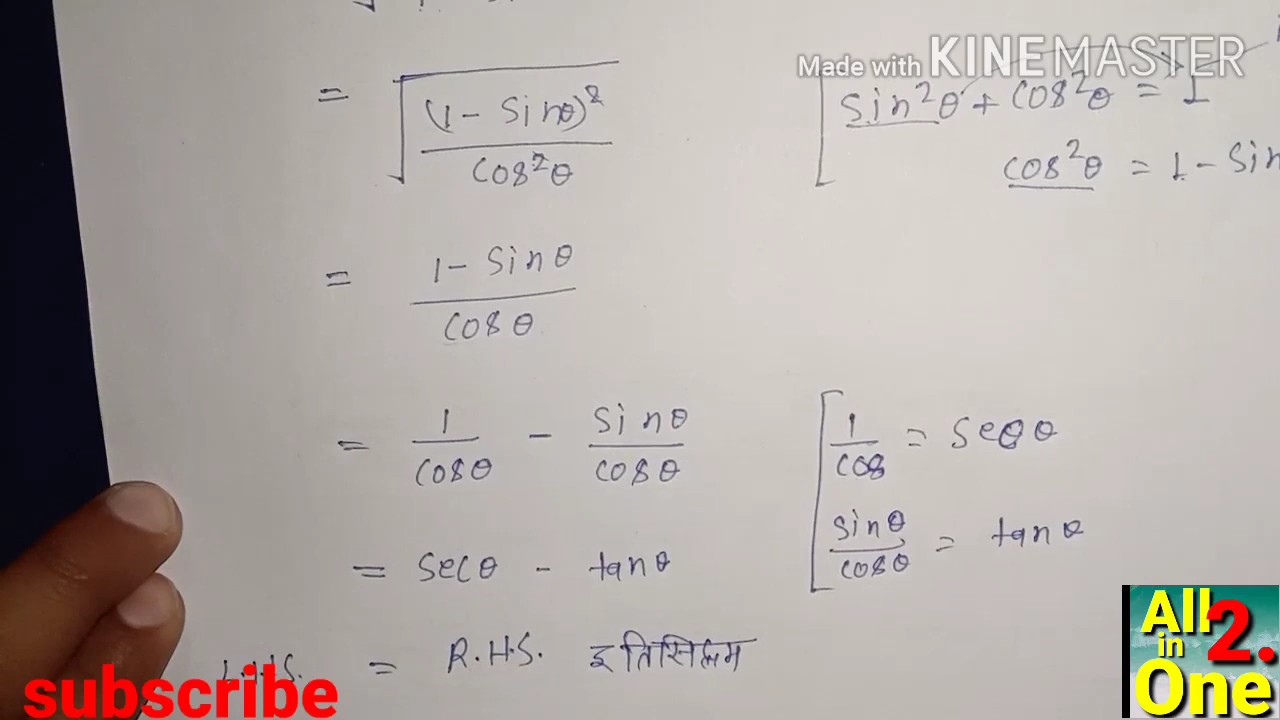 Made with KINEMASTER
= √(1 - Sinθ)² / Cos²θ
[Sin²θ + Cos²θ = 1
Cos²θ = 1 - Sin
= 1 - Sinθ / Cosθ
= 1/Cosθ - Sinθ/Cosθ
[1/Cos = Secθ θ
Sinθ/Cosθ = tanθ
= Secθ - tanθ
L.H.S. = R.H.S. इतिसिद्धम
subscribe
All in One 2.